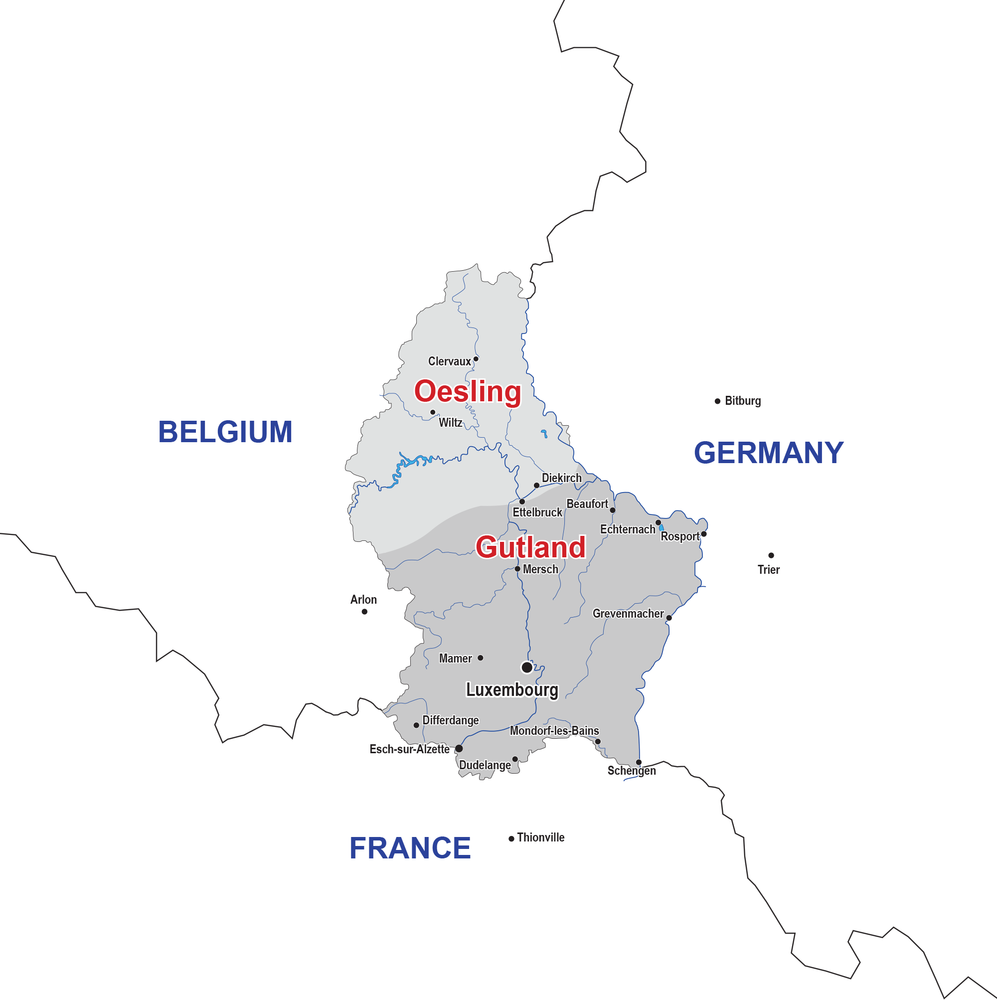 Clervaux
Oesling
Bitburg
Wiltz
BELGIUM
GERMANY
Diekirch
Beaufort
Ettelbruck
Echternach
Rosport
Gutland
Mersch
Trier
Arlon
Grevenmacher
Mamer
Luxembourg
Differdange
Mondorf-les-Bains
Esch-sur-Alzette
Dudelange
Schengen
Thionville
FRANCE